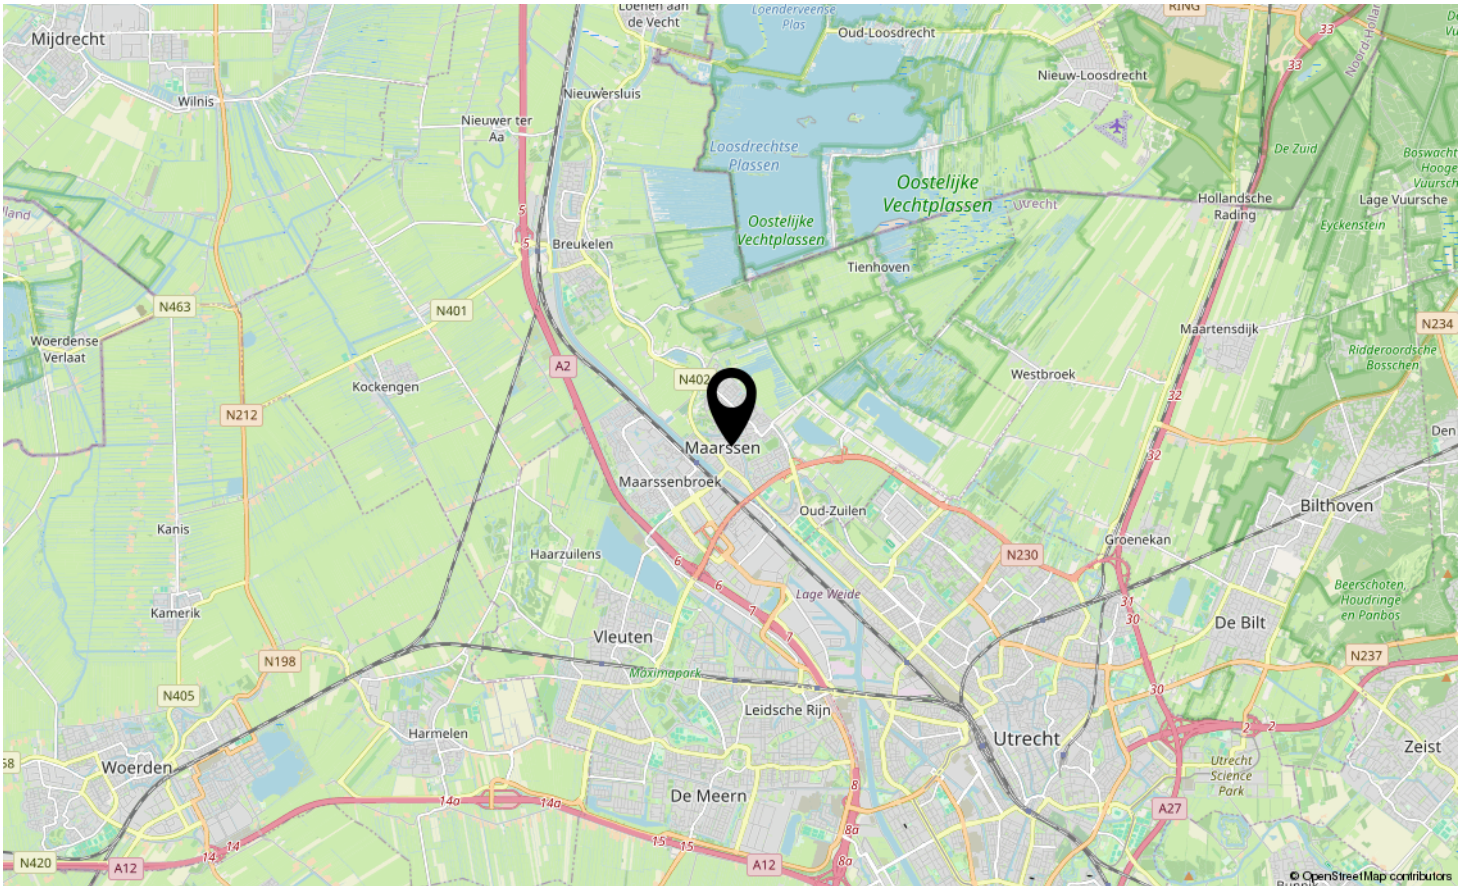 Loenen aan
de Vecht
Loenderveense
Plas
RING
33
Mijdrecht
Oud-Loosdrecht
33
Noord-Holla
Nieuw-Loosdrecht
Wilnis
Nieuwersluis
Nieuwer ter
Aa
Loosdrechtse
Plassen
De Zuid
Boswacht
Hooge
Vuursch
Oostelijke
Vechtplassen
Hollandsche
Rading
Lage Vuursche
Utrecht
5
Oostelijke
Vechtplassen
Eyckenstein
5
Breukelen
Tienhoven
N463
N401
N234
Woerdense
Verlaat
Maartensdijk
Ridderoordsche
Bosschen
A2
Kockengen
N402
Westbroek
32
N212
Den
Maarssen
32
Maarssenbroek
Bilthoven
Oud-Zuilen
Kanis
Groenekan
Haarzuilens
N230
6
6
Lage Weide
Beerschoten,
Houdringe
en Panbos
7
31
30
Kamerik
7
De Bilt
Vleuten
N198
Maximapark
N237
N405
30
Leidsche Rijn
2
2
Harmelen
Utrecht
Zeist
58
Woerden
Utrecht
Science
Park
De Meern
8
14a
14a
A27
8a
15
15
14
14
N420
A12
A12
8a
© OpenStreetMap contributors